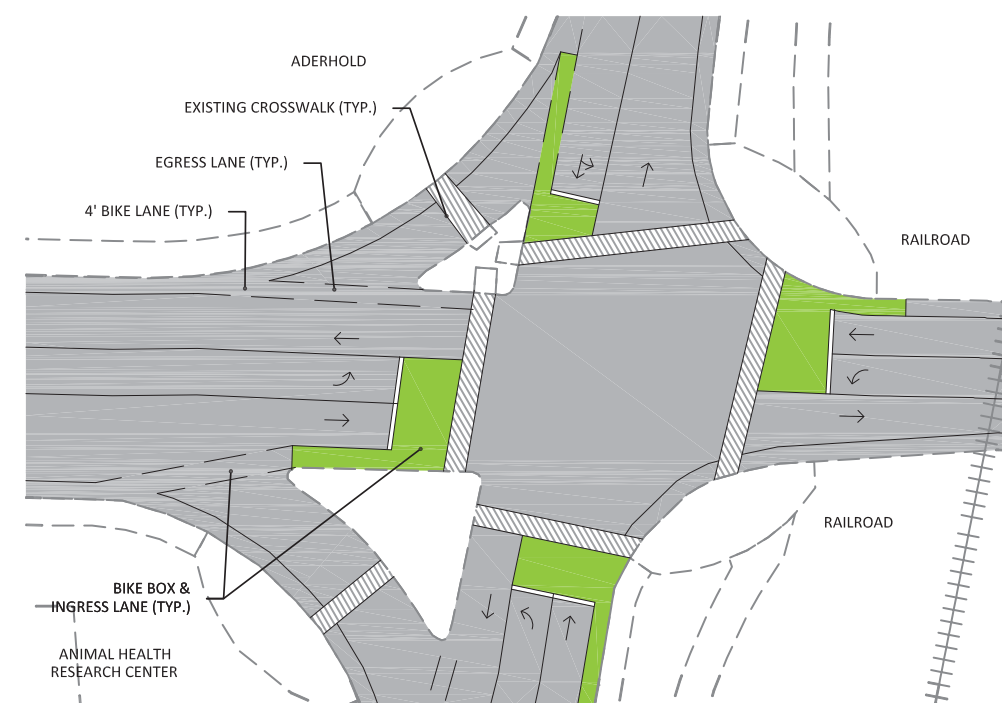 ADERHOLD
EXISTING CROSSWALK (TYP.)
EGRESS LANE (TYP.)
4' BIKE LANE (TYP.)
RAILROAD
RAILROAD
BIKE BOX &
INGRESS LANE (TYP.)
ANIMAL HEALTH
RESEARCH CENTER